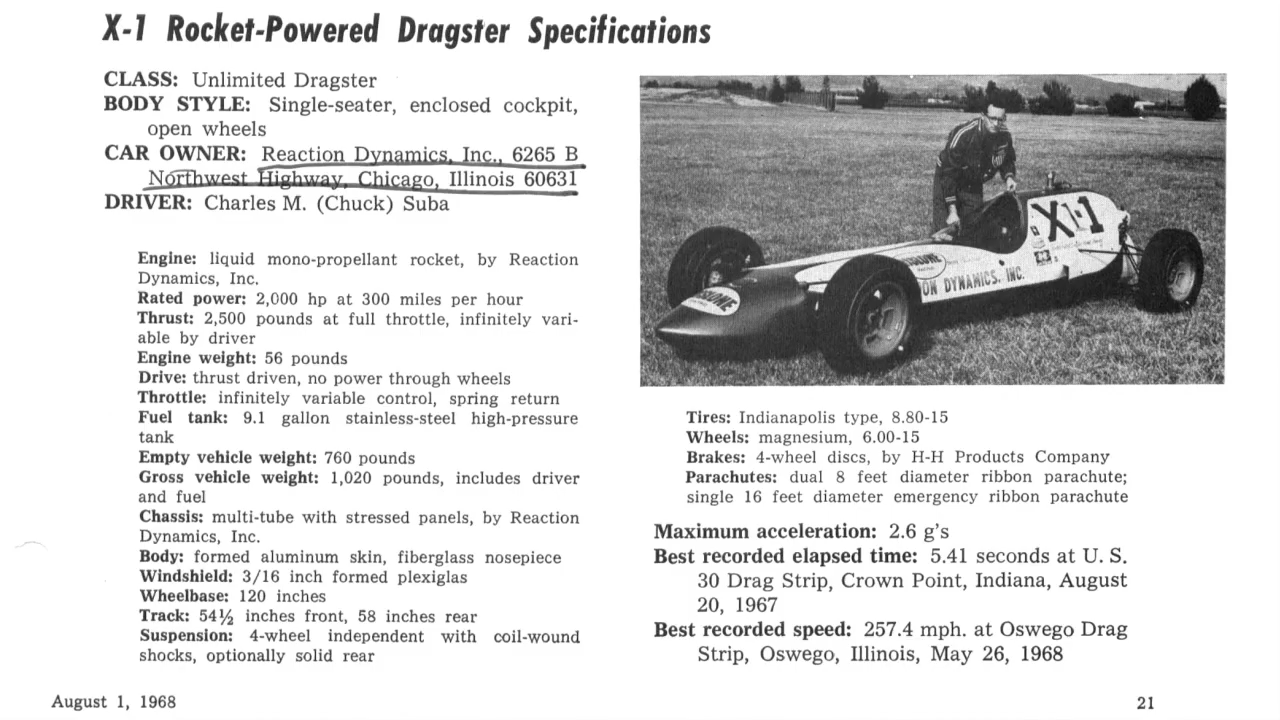 X-1 Rocket-Powered Dragster Specifications
CLASS: Unlimited Dragster
BODY STYLE: Single-seater, enclosed cockpit,
open wheels
CAR OWNER: Reaction Dynamics, Inc., 6265 B
Northwest Highway, Chicago, Illinois 60631
DRIVER: Charles M. (Chuck) Suba
Engine: liquid mono-propellant rocket, by Reaction
Dynamics, Inc.
Rated power: 2,000 hp at 300 miles per hour
Thrust: 2,500 pounds at full throttle, infinitely vari-
able by driver
Engine weight: 56 pounds
Drive: thrust driven, no power through wheels
Throttle: infinitely variable control, spring return
Fuel tank: 9.1 gallon stainless-steel high-pressure
tank
Empty vehicle weight: 760 pounds
Gross vehicle weight: 1,020 pounds, includes driver
and fuel
Chassis: multi-tube with stressed panels, by Reaction
Dynamics, Inc.
Body: formed aluminum skin, fiberglass nosepiece
Windshield: 3/16 inch formed plexiglas
Wheelbase: 120 inches
Track: 54½ inches front, 58 inches rear
Suspension: 4-wheel independent with coil-wound
shocks, optionally solid rear
X-1
ON DYNAMICS, INC.
Tires: Indianapolis type, 8.80-15
Wheels: magnesium, 6.00-15
Brakes: 4-wheel discs, by H-H Products Company
Parachutes: dual 8 feet diameter ribbon parachute;
single 16 feet diameter emergency ribbon parachute
Maximum acceleration: 2.6 g's
Best recorded elapsed time: 5.41 seconds at U. S.
30 Drag Strip, Crown Point, Indiana, August
20, 1967
Best recorded speed: 257.4 mph. at Oswego Drag
Strip, Oswego, Illinois, May 26, 1968
August 1, 1968
21